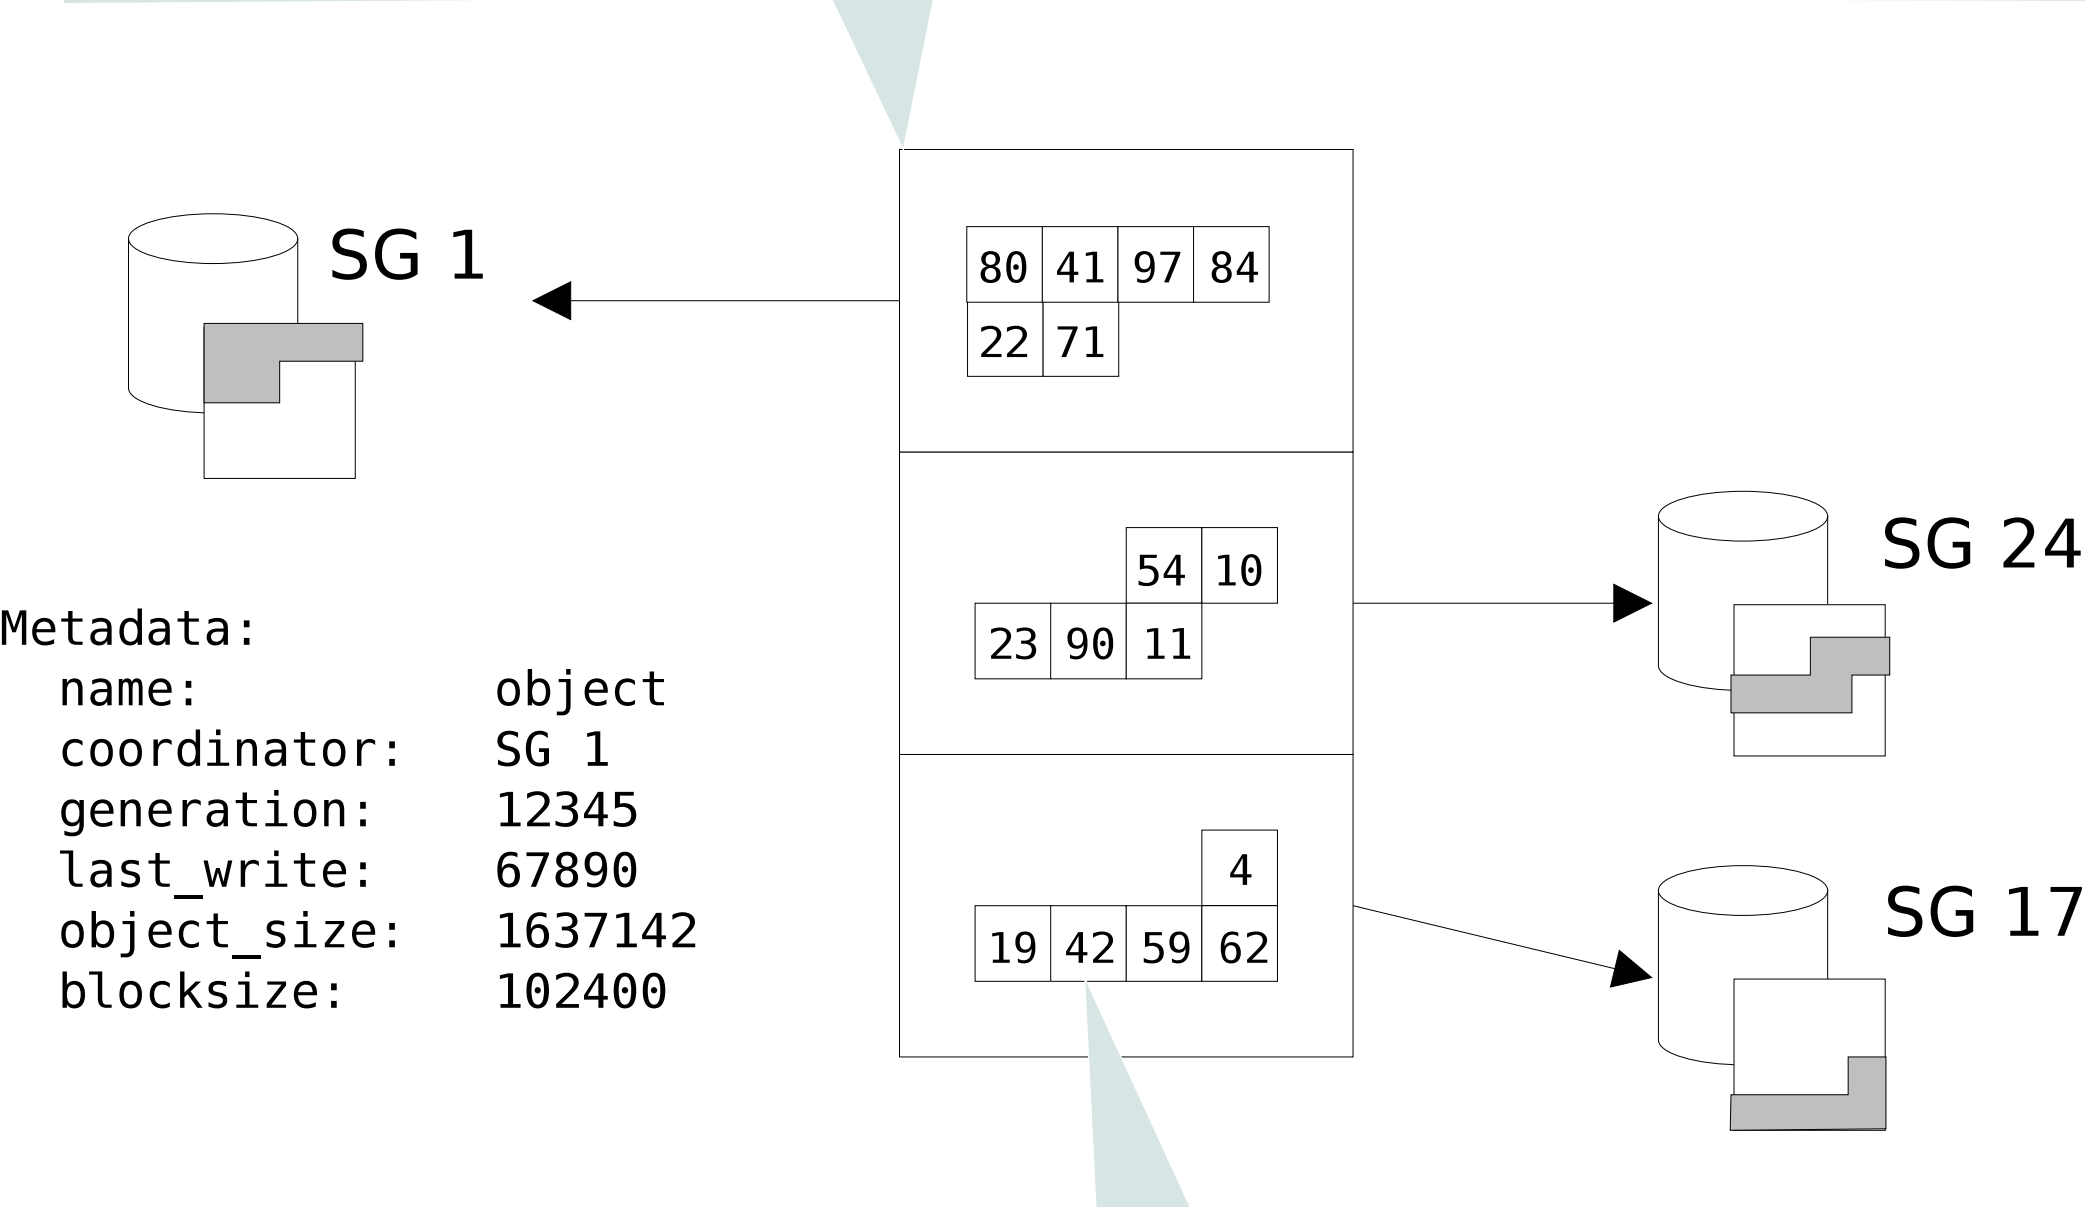 SG 1
80 41 97 84
22 71
54 10
23 90 11
SG 24
Metadata:
name: object
coordinator: SG 1
generation: 12345
last_write: 67890
object_size: 1637142
blocksize: 102400
4
19 42 59 62
SG 17